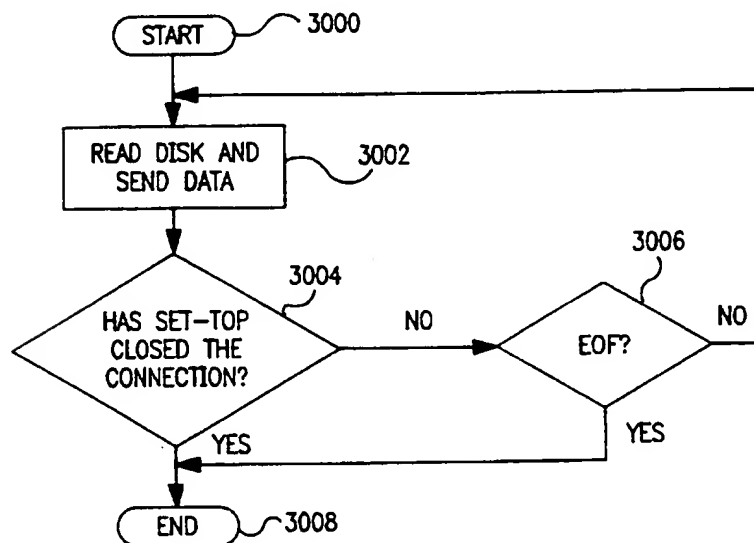 START
3000
READ DISK AND
SEND DATA
3002
3004
HAS SET-TOP
CLOSED THE
CONNECTION?
NO
3006
EOF?
NO
YES
YES
END
3008